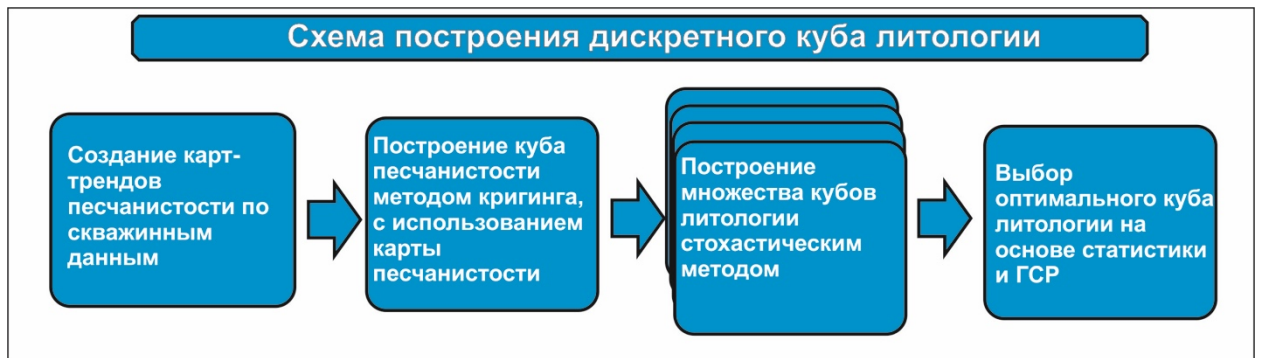 Схема построения дискретного куба литологии
Создание карт-
трендов
песчанистости по
скважинным
данным
Построение куба
песчанистости
методом кригинга,
с использованием
карты
песчанистости
Построение
множества кубов
литологии
стохастическим
методом
Выбор
оптимального куба
литологии на
основе статистики
и ГСР